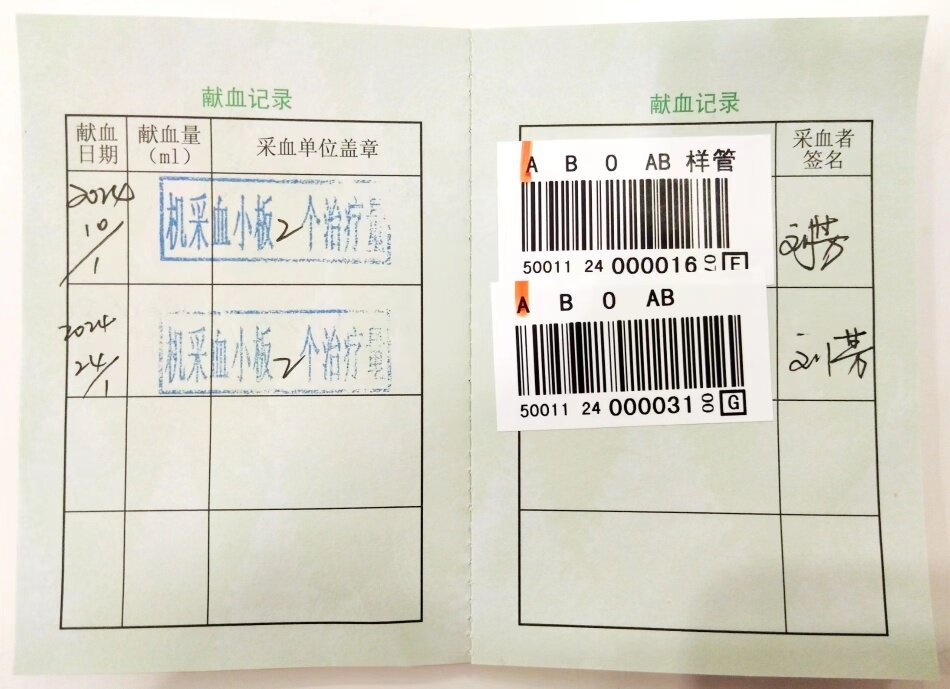 献血记录
献血日期
献血量（ml）
采血单位盖章
2024 10/1
机采血小板2个治疗量
2024 24/1
机采血小板2个治疗量
献血记录
采血者签名
A B O AB 样管
50011 24 000016 00 F
A B O AB
50011 24 000031 00 G